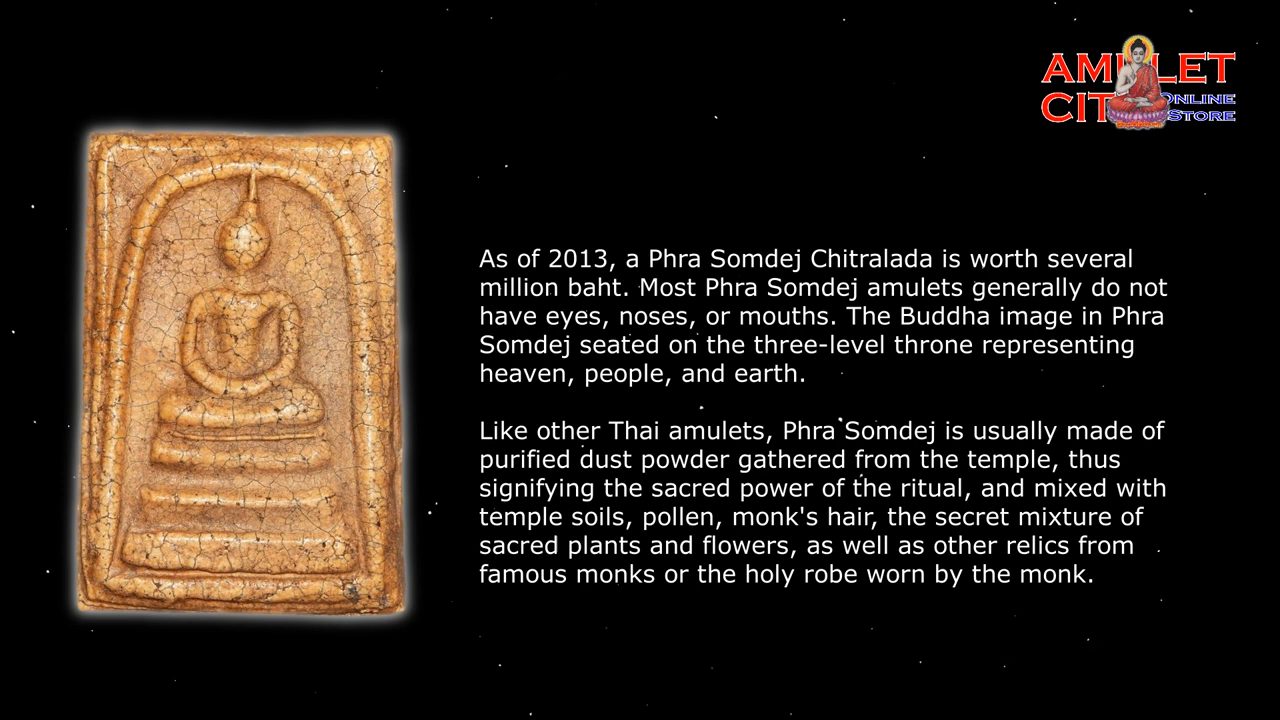 AMULET
CITY ONLINE
STORE
As of 2013, a Phra Somdej Chitralada is worth several
million baht. Most Phra Somdej amulets generally do not
have eyes, noses, or mouths. The Buddha image in Phra
Somdej seated on the three-level throne representing
heaven, people, and earth.
Like other Thai amulets, Phra Somdej is usually made of
purified dust powder gathered from the temple, thus
signifying the sacred power of the ritual, and mixed with
temple soils, pollen, monk's hair, the secret mixture of
sacred plants and flowers, as well as other relics from
famous monks or the holy robe worn by the monk.